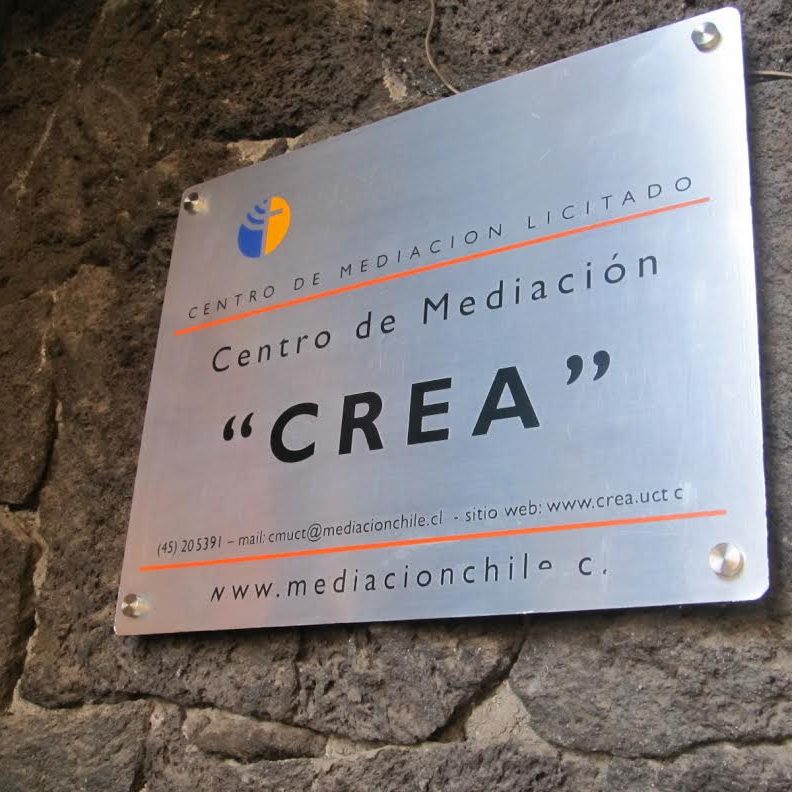 CENTRO DE MEDIACION LICITADO
Centro de Mediación
“CREA”
(45) 205391 – mail: cmuct@mediacionchile.cl - sitio web: www.crea.uct c
www.mediacionchile c.